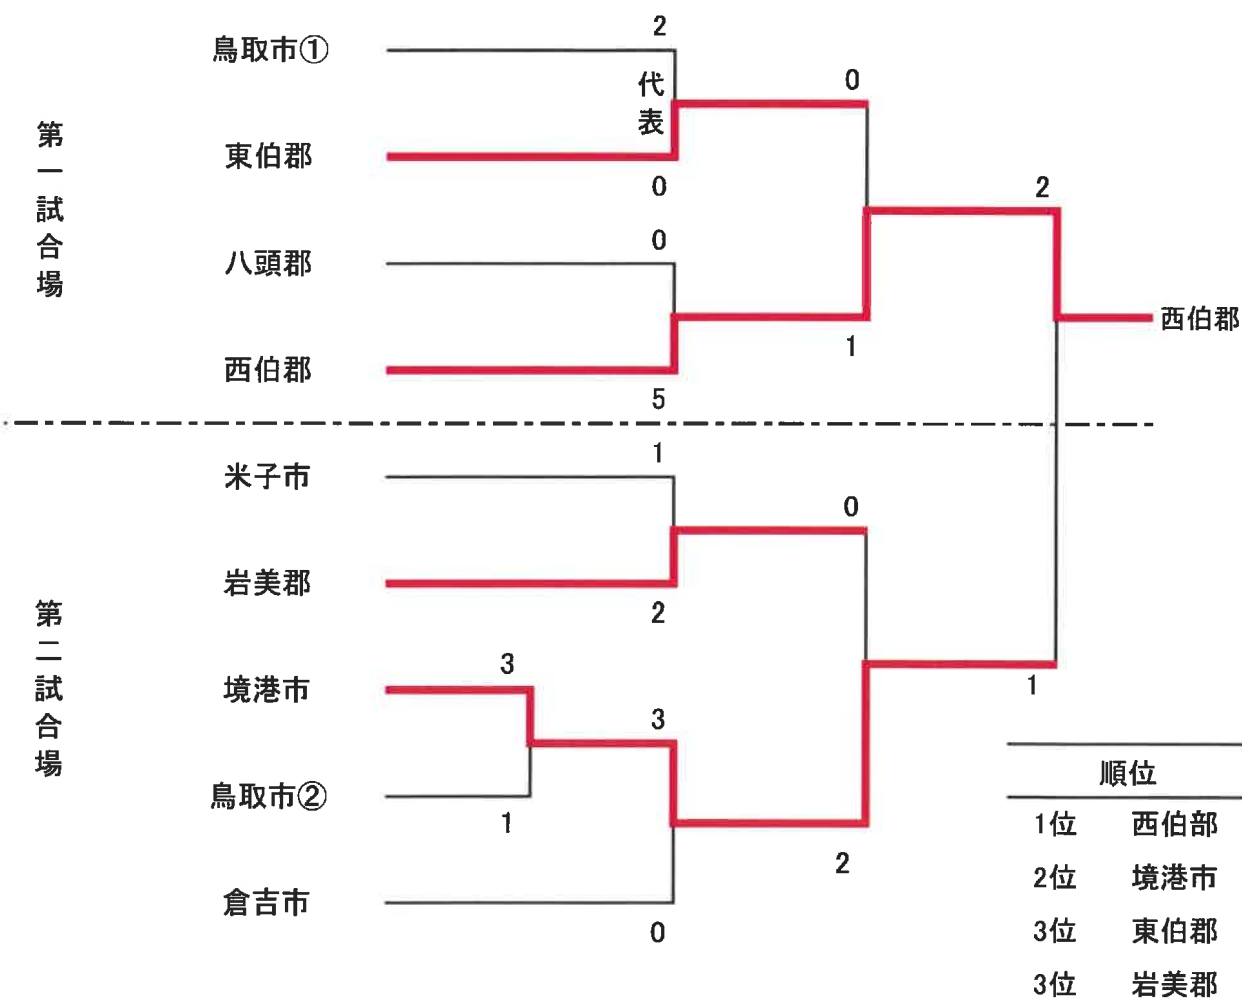 第一試合場
鳥取市①
2
代表
0
東伯郡
0
八頭郡
0
西伯郡
5
1
2
西伯郡
第二試合場
米子市
1
岩美郡
2
0
境港市
3
鳥取市②
1
3
倉吉市
0
2
1
順位
1位 西伯部
2位 境港市
3位 東伯郡
3位 岩美郡